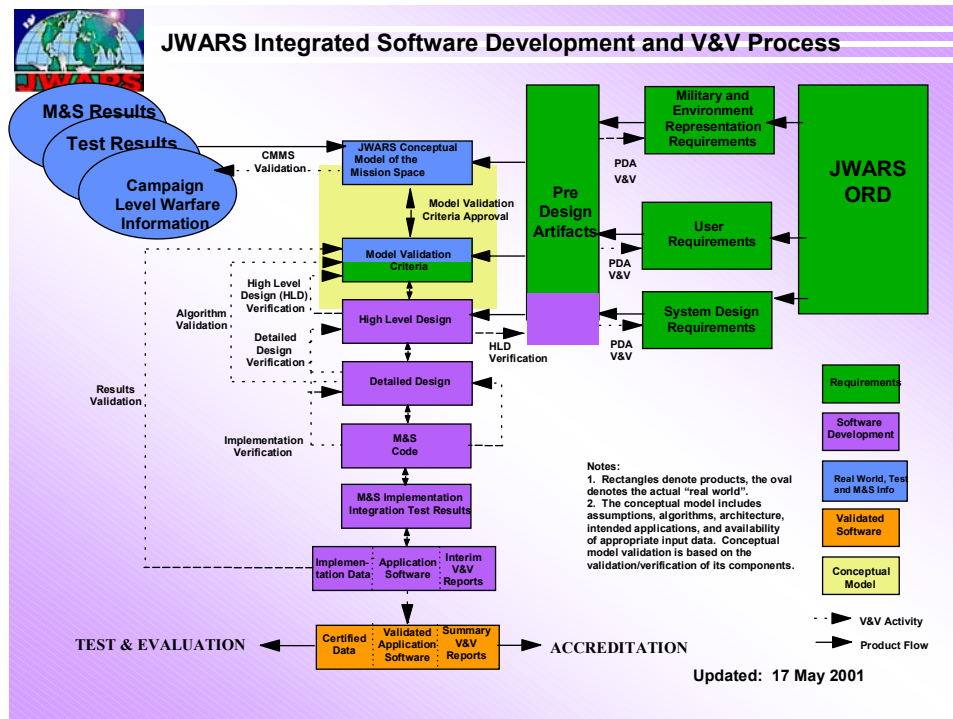 JWARS Integrated Software Development and V&V Process
JWARS
M&S Results
Test Results
Campaign
Level Warfare
Information
CMMS
Validation
JWARS Conceptual
Model of the
Mission Space
Model Validation
Criteria Approval
Model Validation
Criteria
High Level
Design (HLD)
Verification
Algorithm
Validation
High Level Design
HLD
Verification
Detailed
Design
Verification
Detailed Design
Results
Validation
Implementation
Verification
M&S
Code
M&S Implementation
Integration Test Results
Implemen-
tation Data
Application
Software
Interim
V&V
Reports
TEST & EVALUATION
Certified
Data
Validated
Application
Software
Summary
V&V
Reports
ACCREDITATION
Pre
Design
Artifacts
Military and
Environment
Representation
Requirements
PDA
V&V
User
Requirements
PDA
V&V
System Design
Requirements
PDA
V&V
JWARS
ORD
Requirements
Software
Development
Real World, Test
and M&S Info
Validated
Software
Conceptual
Model
V&V Activity
Product Flow
Notes:
1. Rectangles denote products, the oval
denotes the actual “real world”.
2. The conceptual model includes
assumptions, algorithms, architecture,
intended applications, and availability
of appropriate input data. Conceptual
model validation is based on the
validation/verification of its components.
Updated: 17 May 2001